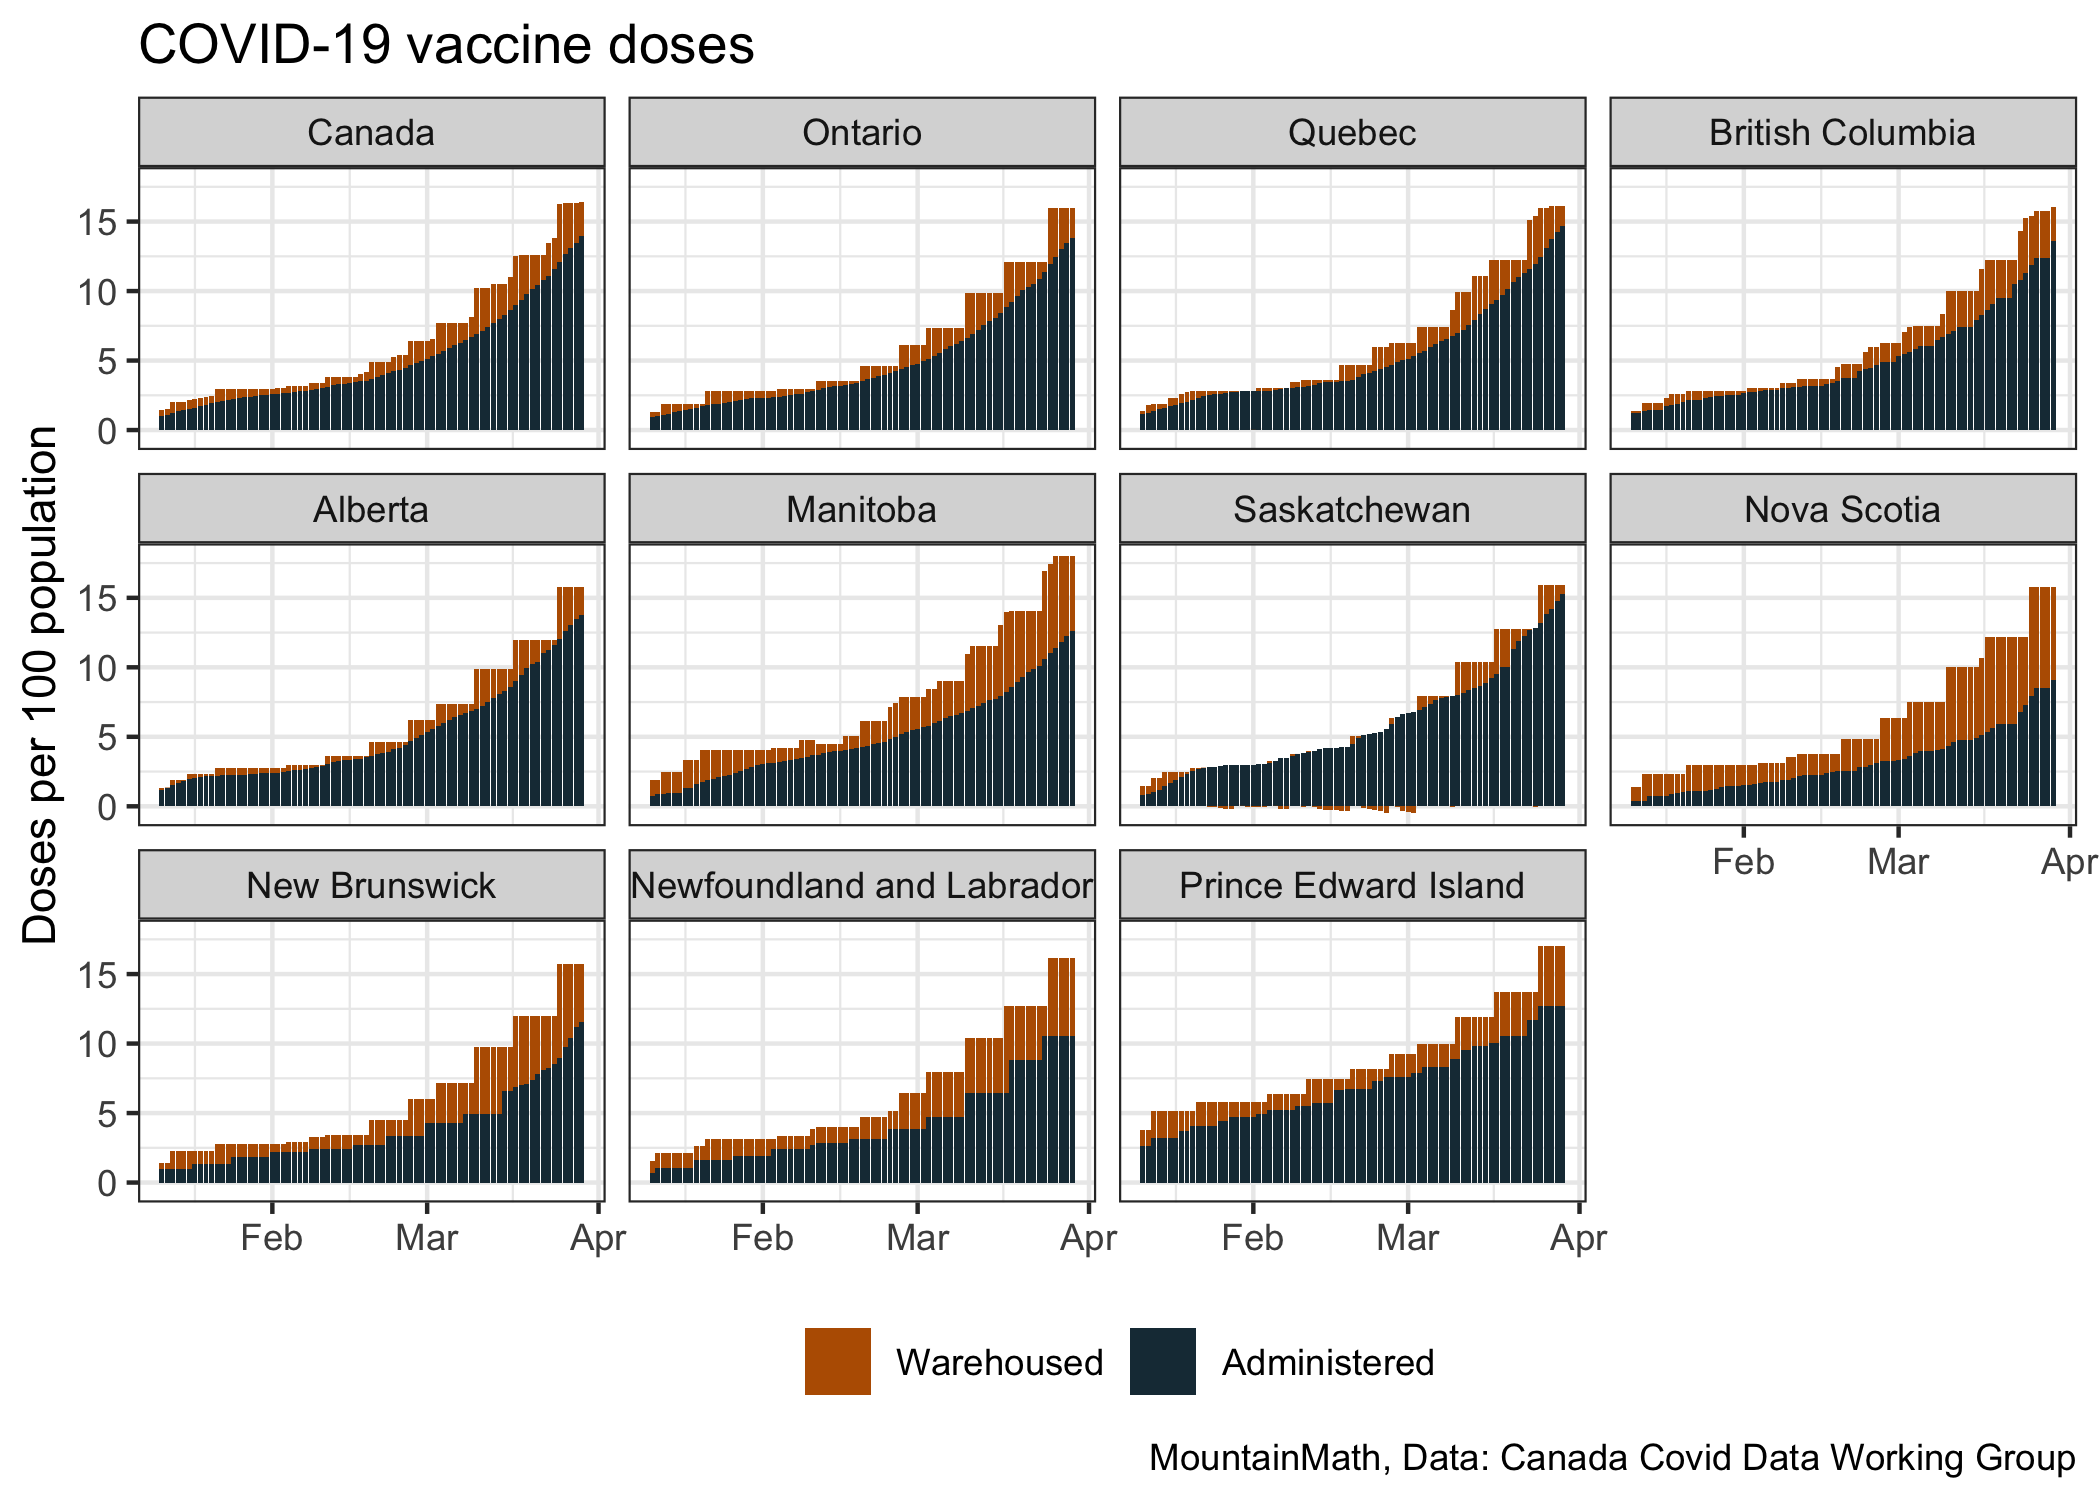 COVID-19 vaccine doses
Canada
Ontario
Quebec
British Columbia
15
10
5
0
Alberta
Manitoba
Saskatchewan
Nova Scotia
15
10
5
0
Feb Mar Apr
New Brunswick
Newfoundland and Labrador
Prince Edward Island
15
10
5
0
Feb Mar Apr
Feb Mar Apr
Feb Mar Apr
Doses per 100 population
Warehoused
Administered
MountainMath, Data: Canada Covid Data Working Group